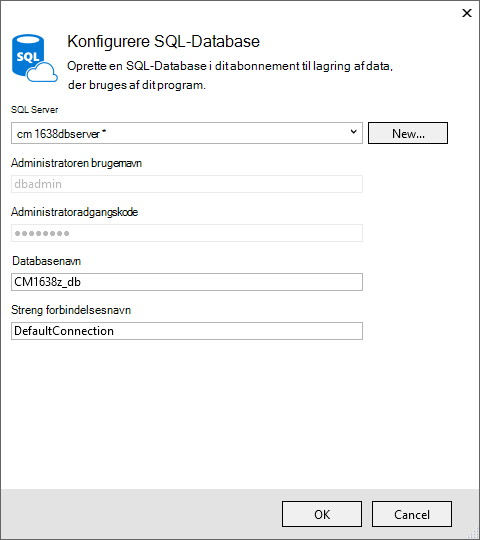 Konfigurere SQL-Database
SQL
Oprette en SQL-Database i dit abonnement til lagring af data,
der bruges af dit program.
SQL Server
cm 1638dbserver*
New...
Administratoren brugernavn
dbadmin
Administratoradgangskode
●●●●●●●●
Databasenavn
CM1638z_db
Streng forbindelsesnavn
DefaultConnection
OK
Cancel